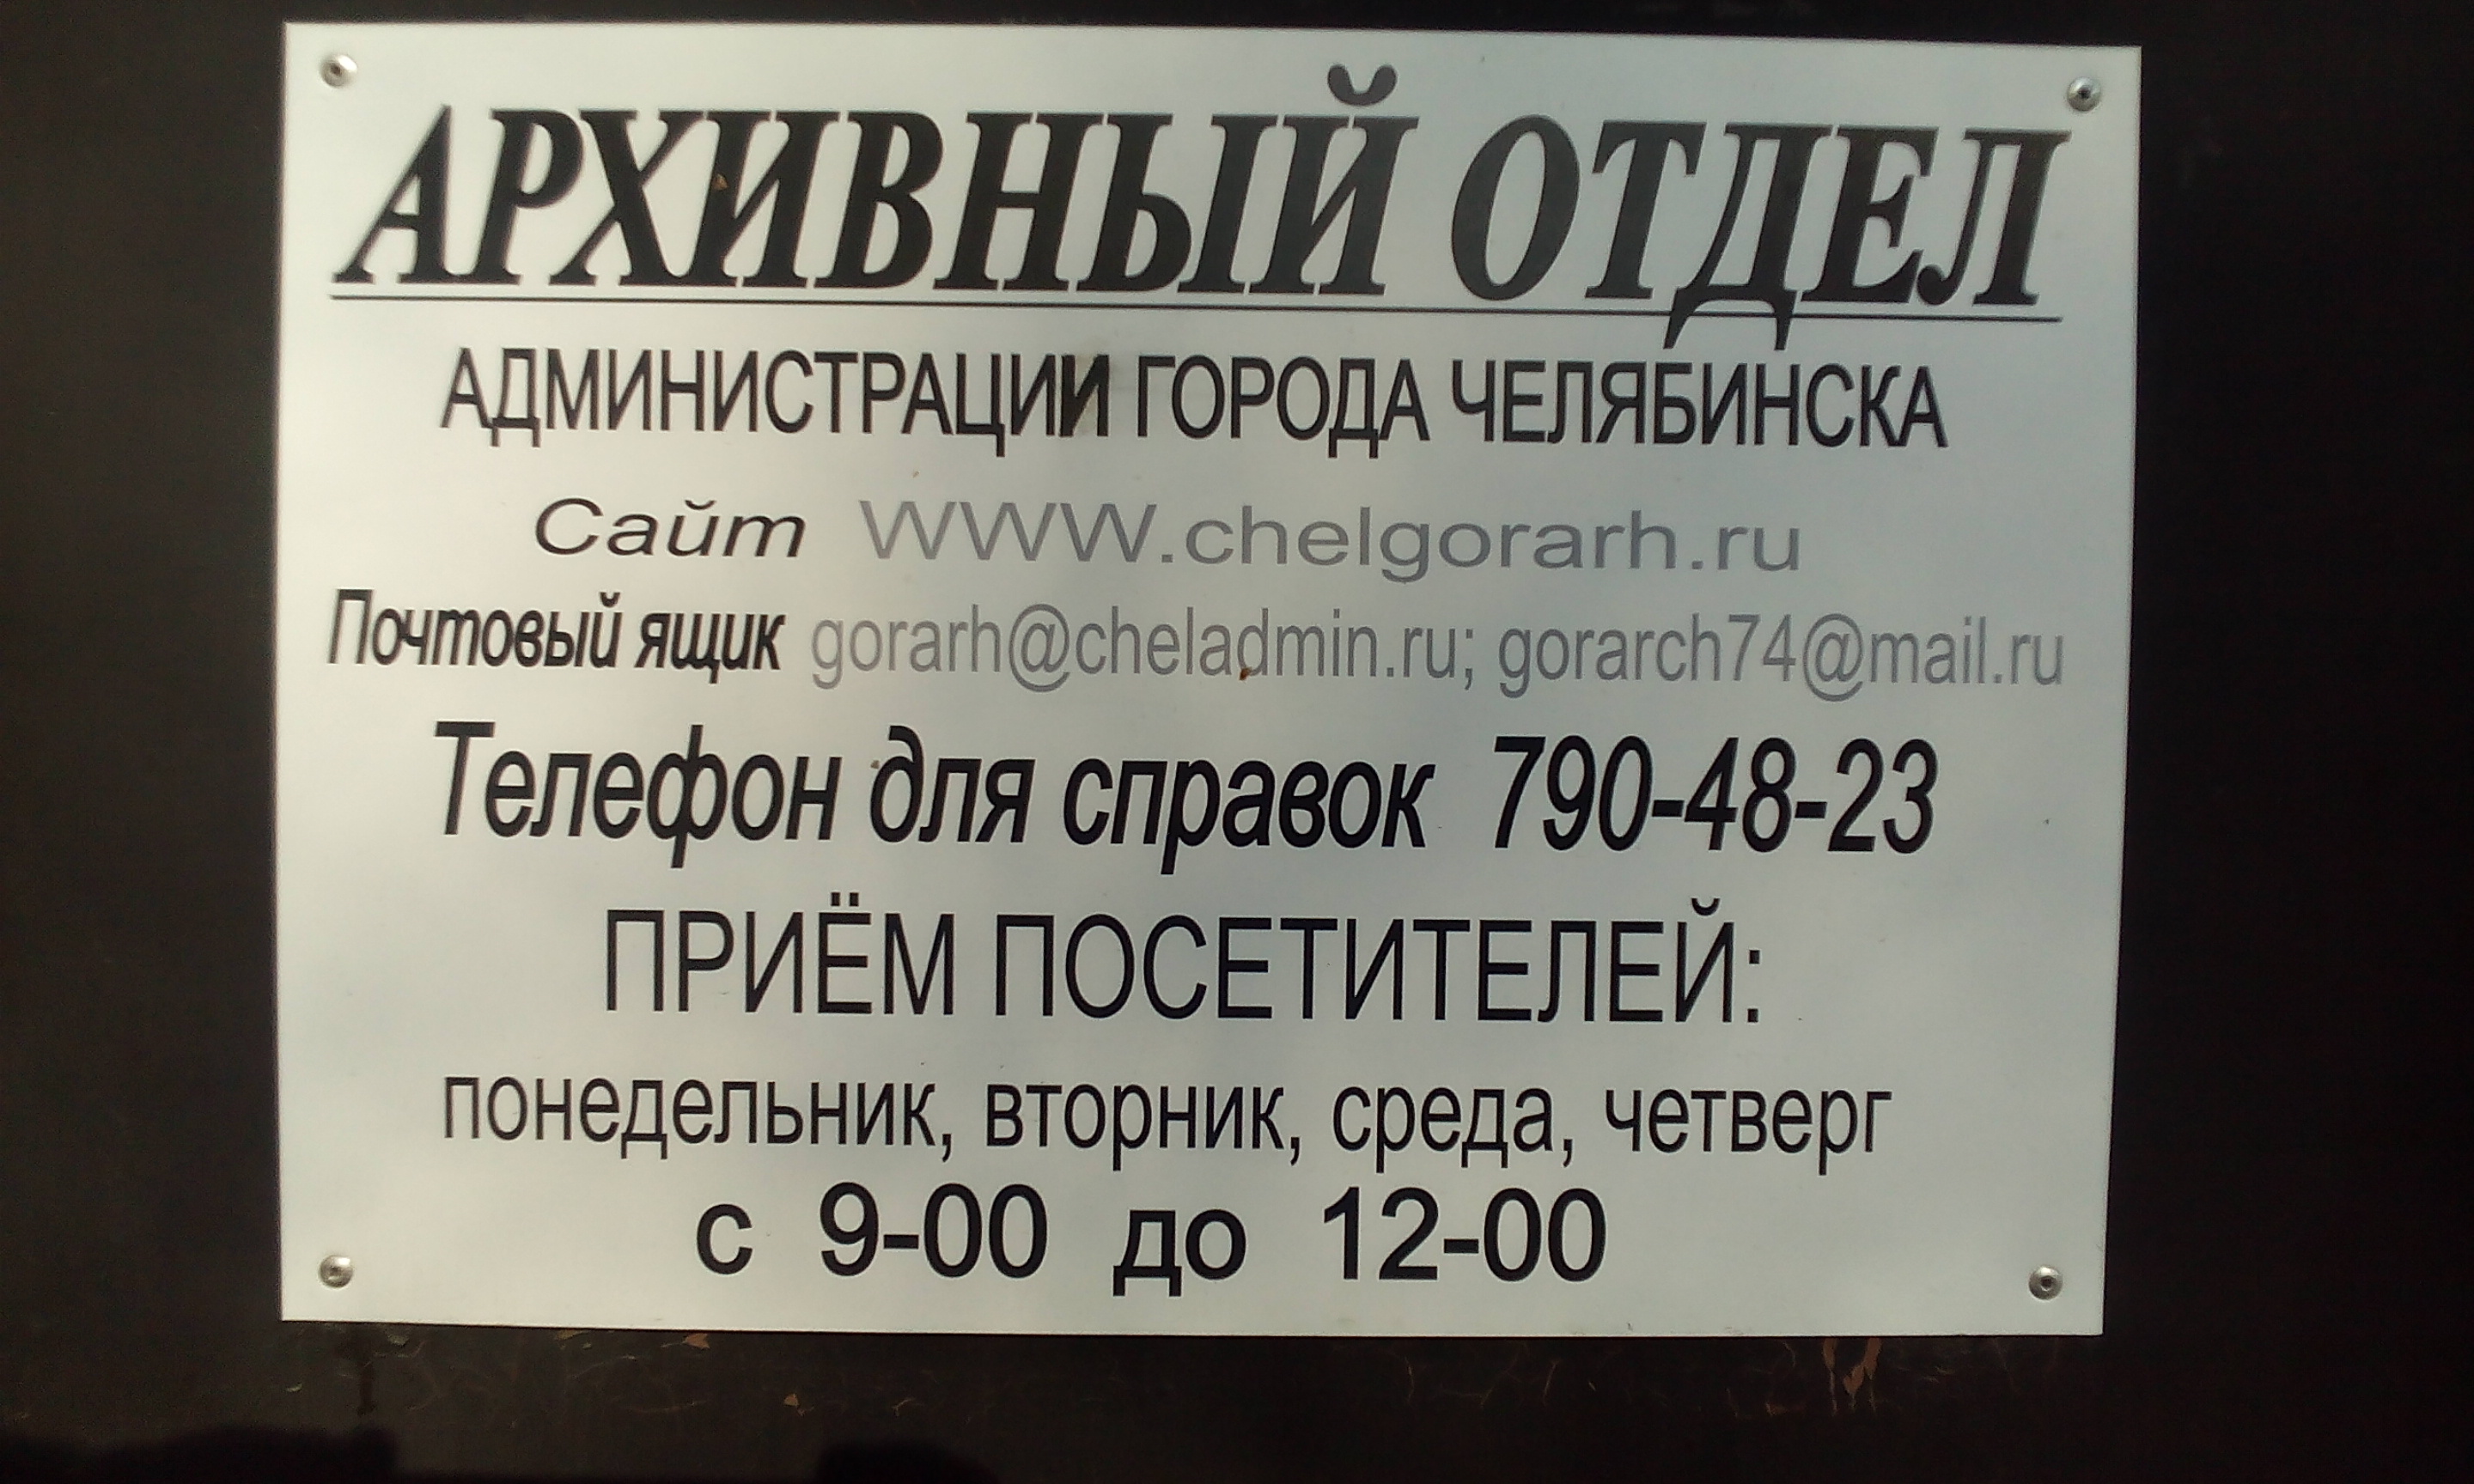 АРХИВНЫЙ ОТДЕЛ
АДМИНИСТРАЦИИ ГОРОДА ЧЕЛЯБИНСКА
Сайт WWW.chelgorarh.ru
Почтовый ящик gorarh@cheladmin.ru; gorarch74@mail.ru
Телефон для справок 790-48-23
ПРИЁМ ПОСЕТИТЕЛЕЙ:
понедельник, вторник, среда, четверг
с 9-00 до 12-00